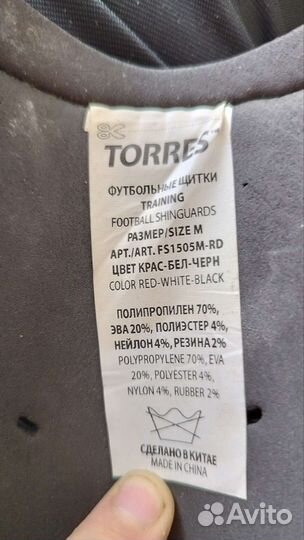 TORRES
ФУТБОЛЬНЫЕ ЩИТКИ
TRAINING
FOOTBALL SHINGUARDS
РАЗМЕР/SIZE M
АРТ./ART. FS1505M-RD
ЦВЕТ КРАС-БЕЛ-ЧЕРН
COLOR RED-WHITE-BLACK
ПОЛИПРОПИЛЕН 70%,
ЭВА 20%, ПОЛИЭСТЕР 4%,
НЕЙЛОН 4%, РЕЗИНА 2%
POLYPROPYLENE 70%, EVA
20%, POLYESTER 4%,
NYLON 4%, RUBBER 2%
СДЕЛАНО В КИТАЕ
MADE IN CHINA
Avito